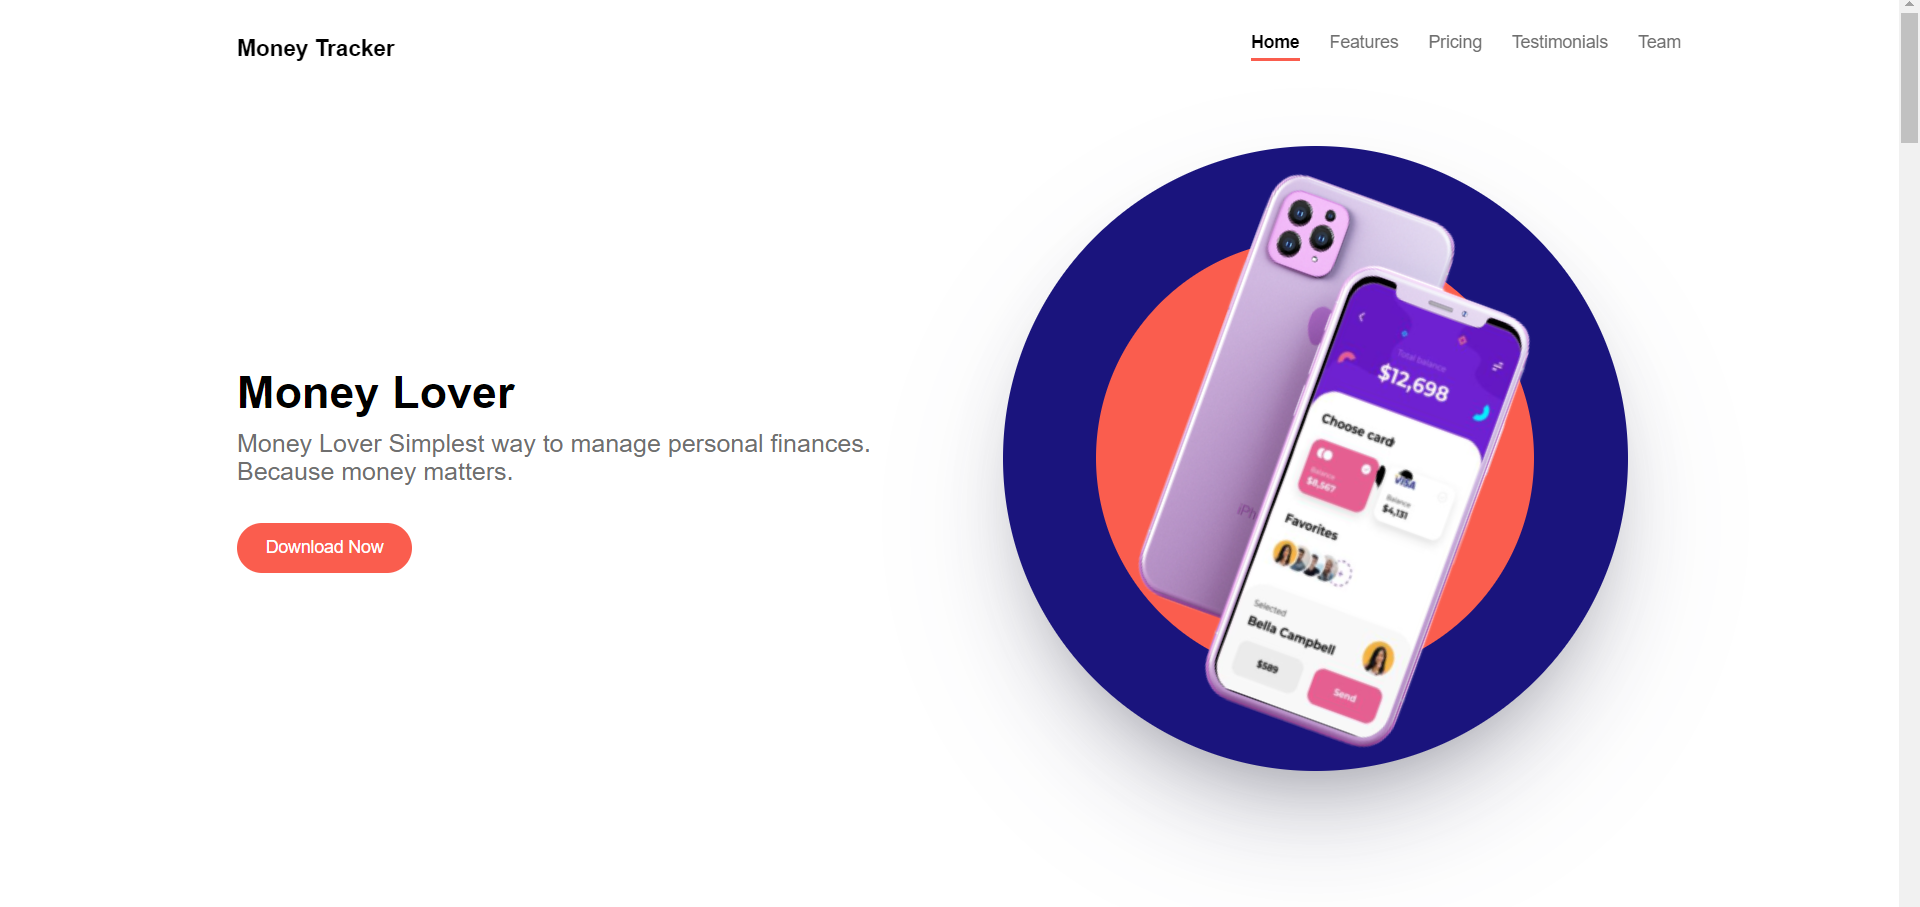 Money Tracker
Home
Features
Pricing
Testimonials
Team
Money Lover
Money Lover Simplest way to manage personal finances.
Because money matters.
Download Now
Total balance
$12,698
Choose card
Balance
$8,567
VISA
Balance
$4,131
Favorites
Selected
Bella Campbell
$589
Send